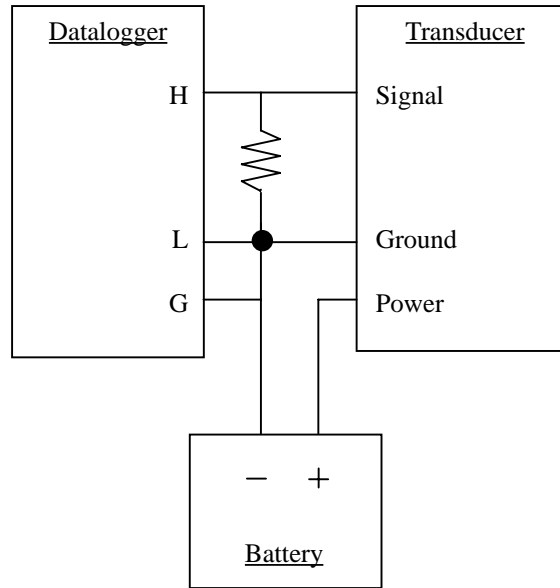 Datalogger
Transducer
H
Signal
L
Ground
G
Power
− +
Battery